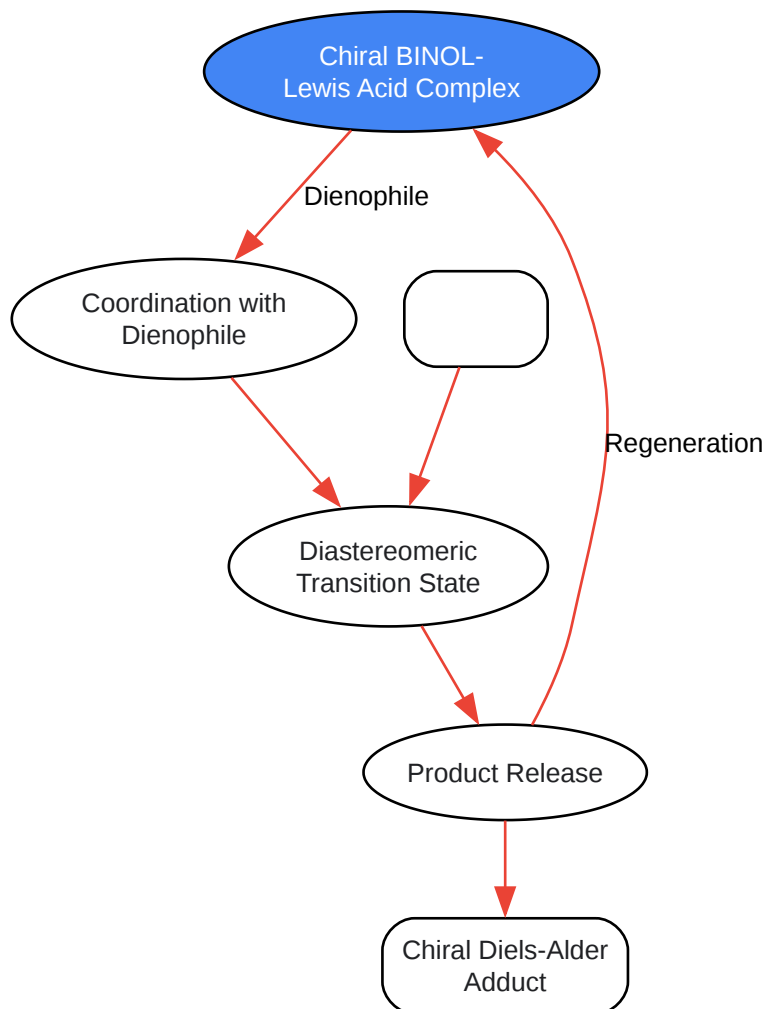 Chiral BINOL-
Lewis Acid Complex
Dienophile
Coordination with
Dienophile
Regeneration
Diastereomeric
Transition State
Product Release
Chiral Diels-Alder
Adduct